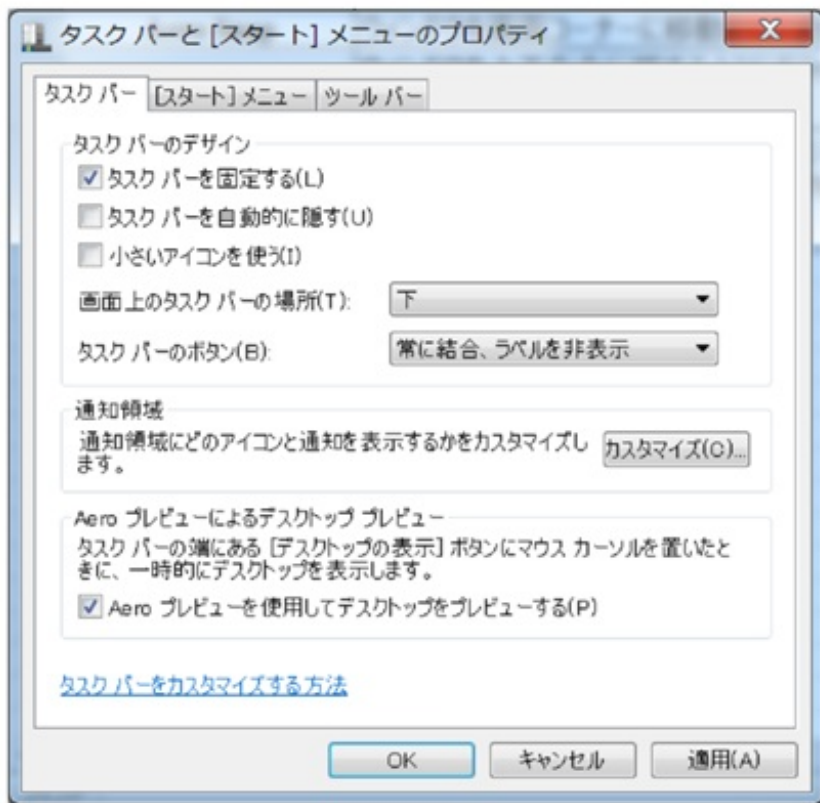 タスク バーと [スタート] メニューのプロパティ
タスク バー
[スタート] メニュー
ツール バー
タスク バーのデザイン
タスク バーを固定する(L)
タスク バーを自動的に隠す(U)
小さいアイコンを使う(I)
画面上のタスク バーの場所(T):
下
タスク バーのボタン(B):
常に結合、ラベルを非表示
通知領域
通知領域にどのアイコンと通知を表示するかをカスタマイズし
ます。
カスタマイズ(C)...
Aero プレビューによるデスクトップ プレビュー
タスク バーの端にある [デスクトップの表示] ボタンにマウス カーソルを置いたと
きに、一時的にデスクトップを表示します。
Aero プレビューを使用してデスクトップをプレビューする(P)
タスク バーをカスタマイズする方法
OK
キャンセル
適用(A)